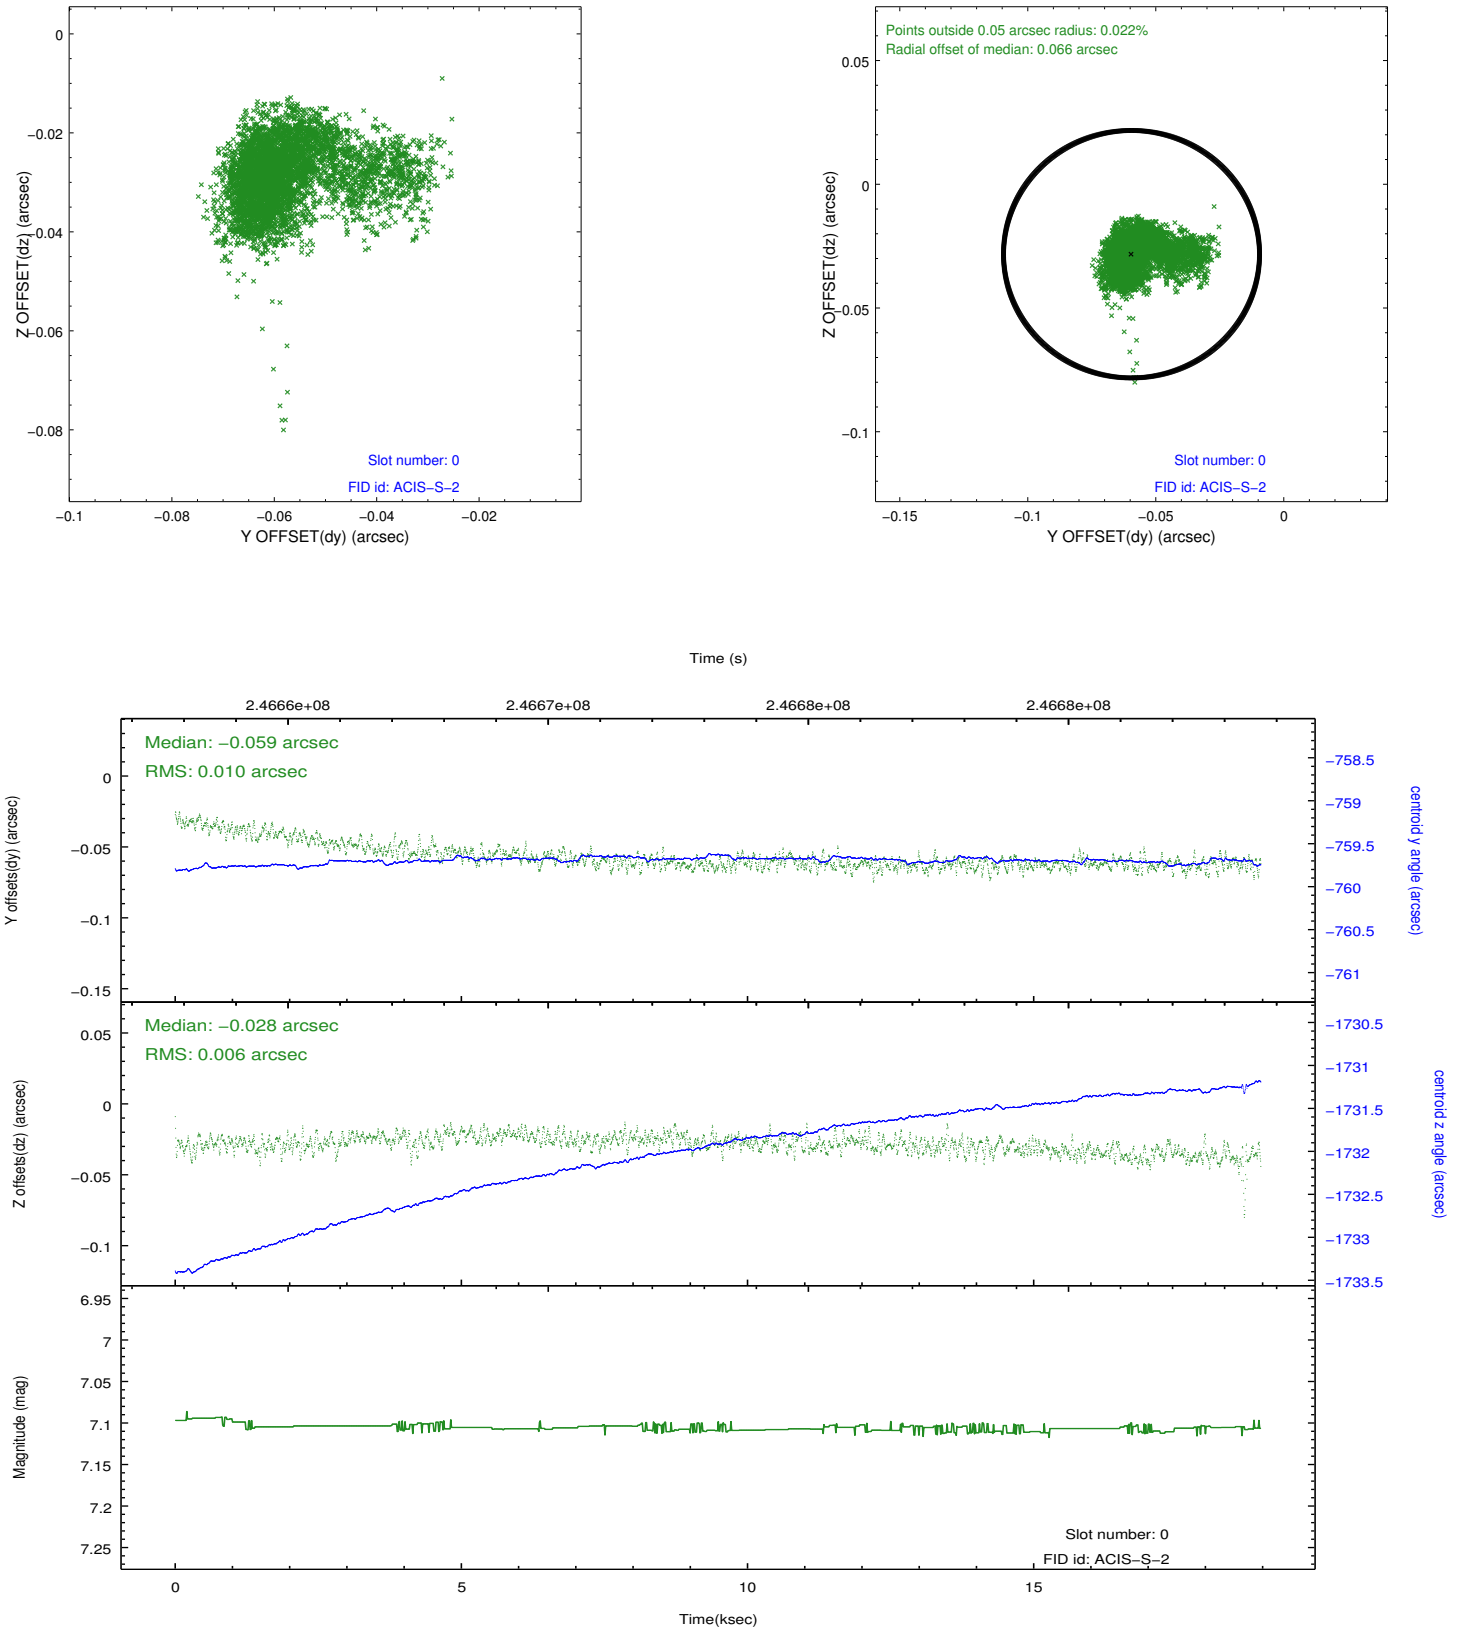 0
−0.02
−0.04
−0.06
−0.08
Z OFFSET(dz) (arcsec)
Slot number: 0
FID id: ACIS−S−2
−0.1
−0.08
−0.06
−0.04
−0.02
Y OFFSET(dy) (arcsec)
Points outside 0.05 arcsec radius: 0.022%
Radial offset of median: 0.066 arcsec
0.05
0
−0.05
−0.1
Z OFFSET(dz) (arcsec)
Slot number: 0
FID id: ACIS−S−2
−0.15
−0.1
−0.05
0
Y OFFSET(dy) (arcsec)
Time (s)
2.4666e+08
2.4667e+08
2.4668e+08
2.4668e+08
Median: −0.059 arcsec
RMS: 0.010 arcsec
0
−0.05
−0.1
−0.15
Y offsets(dy) (arcsec)
−758.5
−759
−759.5
−760
−760.5
−761
centroid y angle (arcsec)
Median: −0.028 arcsec
RMS: 0.006 arcsec
0.05
0
−0.05
−0.1
Z offsets(dz) (arcsec)
−1730.5
−1731
−1731.5
−1732
−1732.5
−1733
−1733.5
centroid z angle (arcsec)
6.95
7
7.05
7.1
7.15
7.2
7.25
Magnitude (mag)
Slot number: 0
FID id: ACIS−S−2
0
5
10
15
Time(ksec)